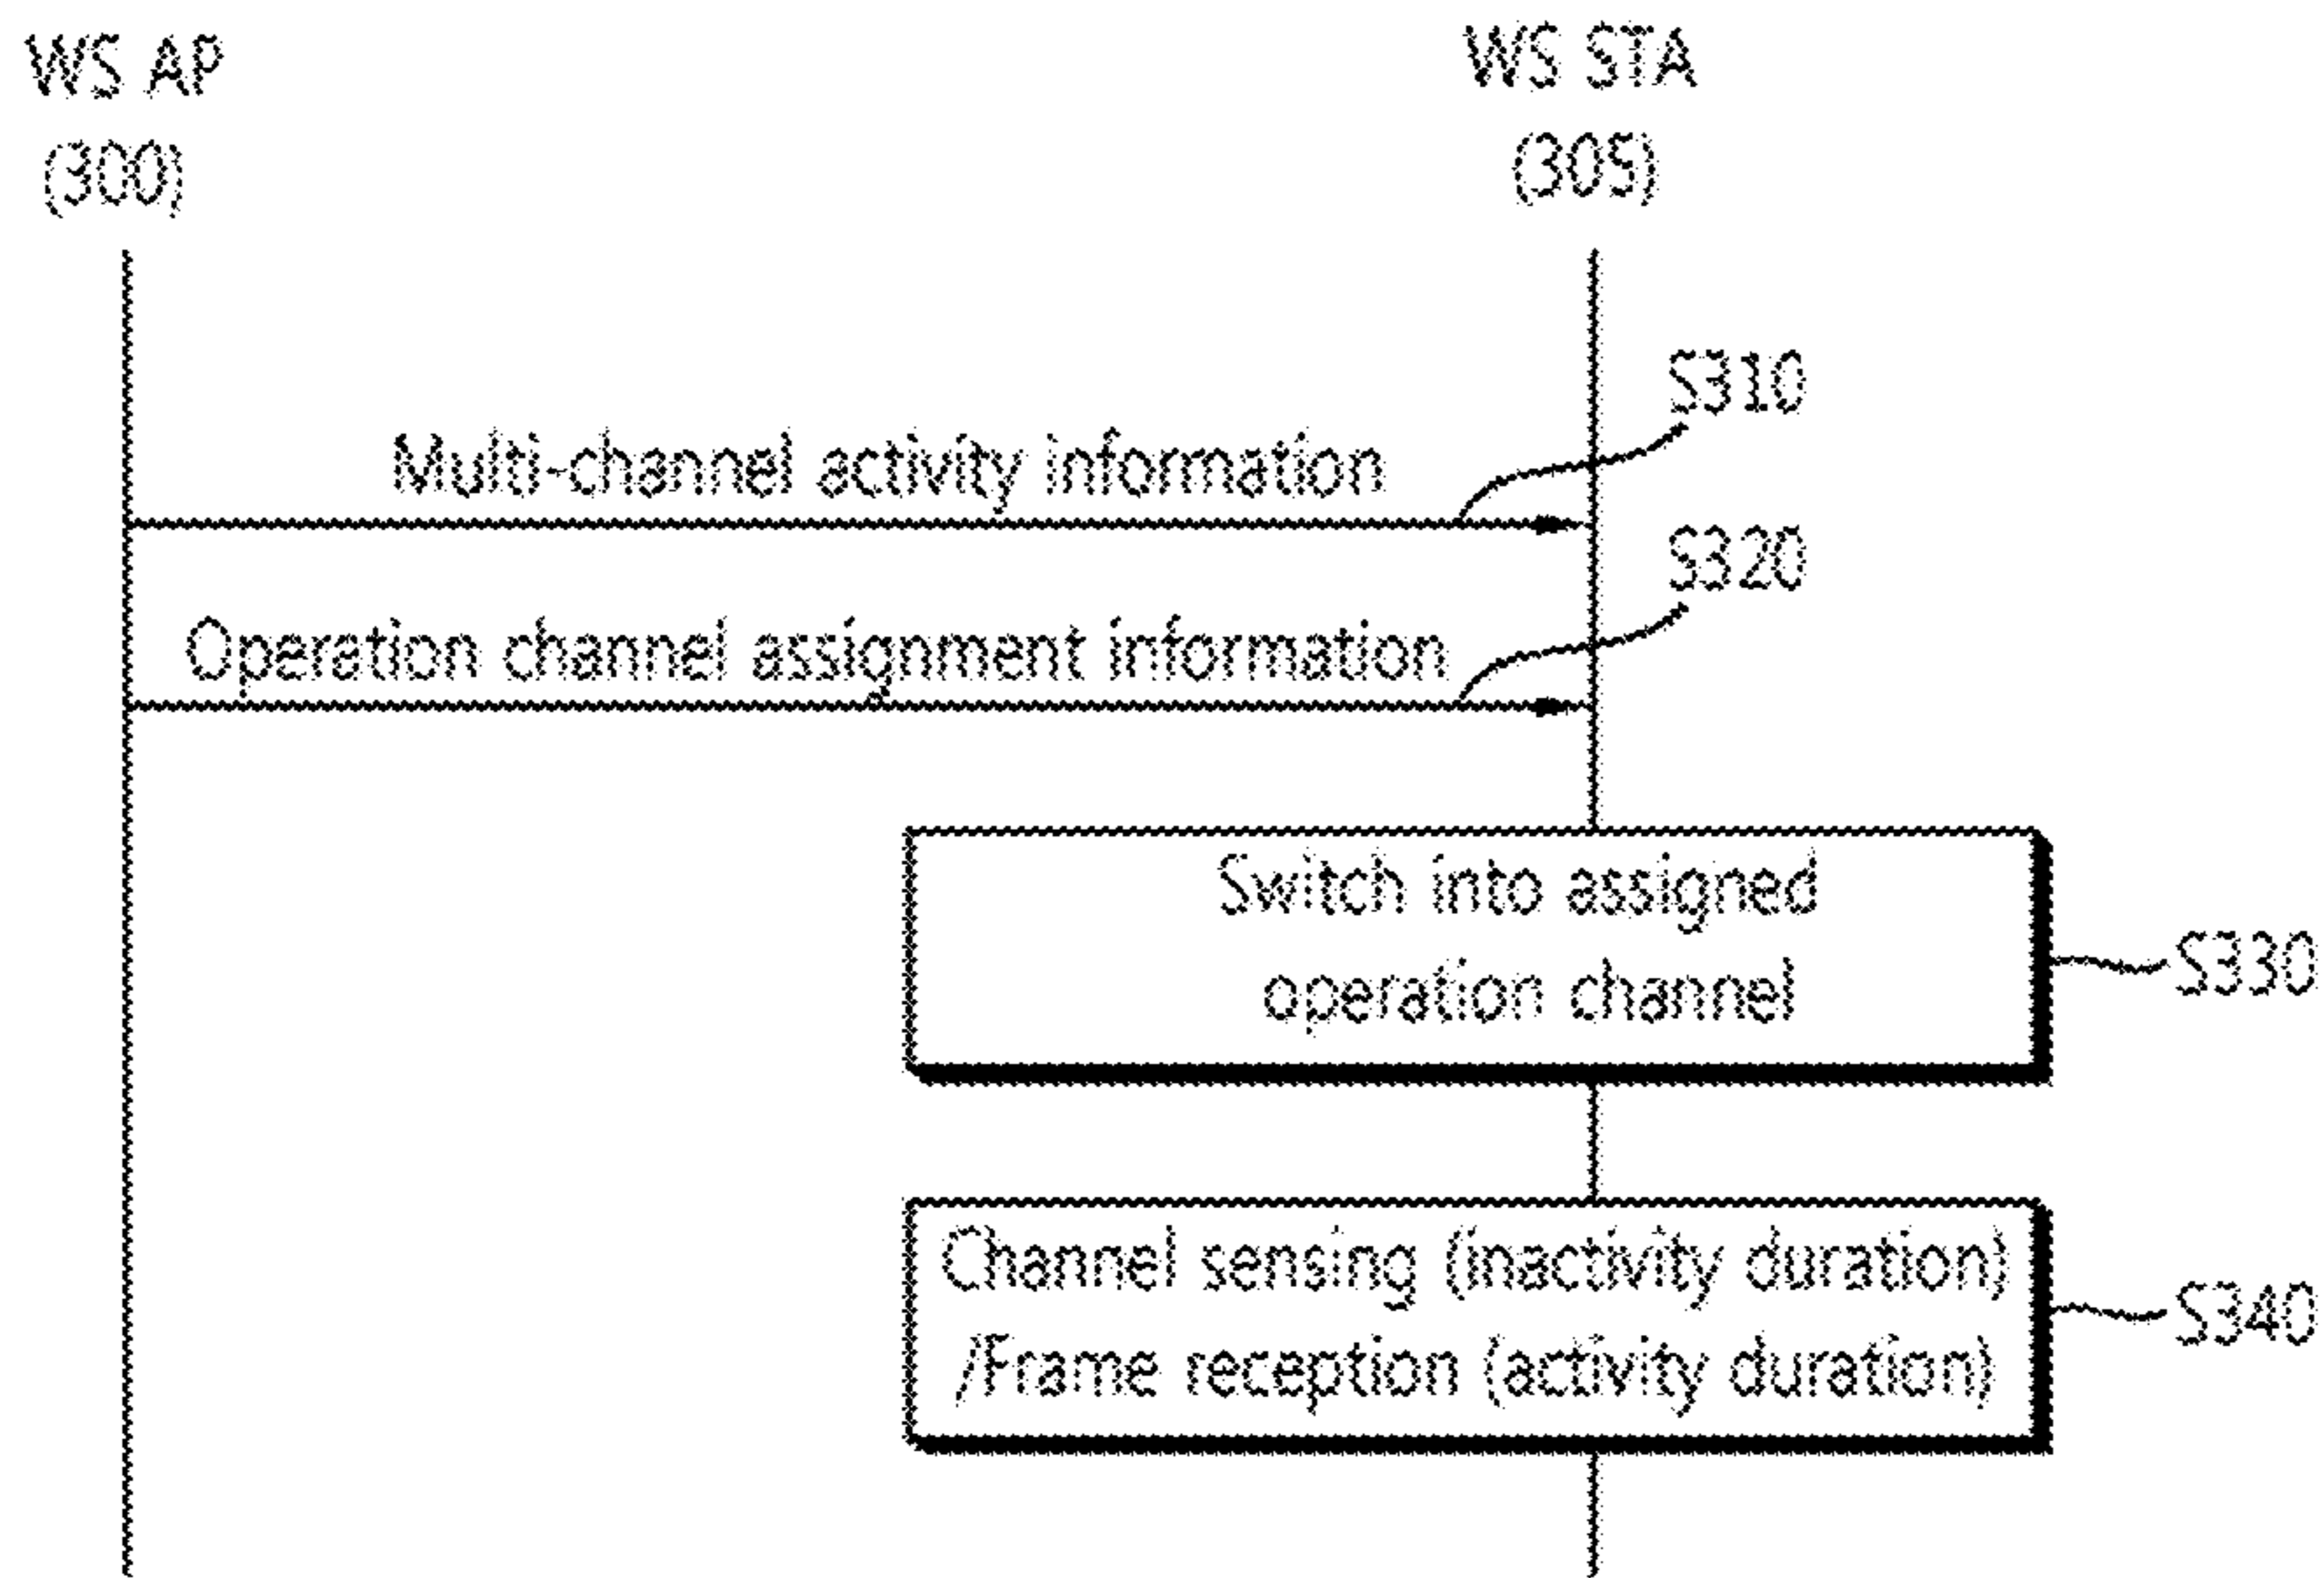 WS AP
(300)
WS STA
(305)
S310
Multi-channel activity information
S320
Operation channel assignment information
Switch into assigned
operation channel
S330
Channel sensing (inactivity duration)
/Frame reception (activity duration)
S340